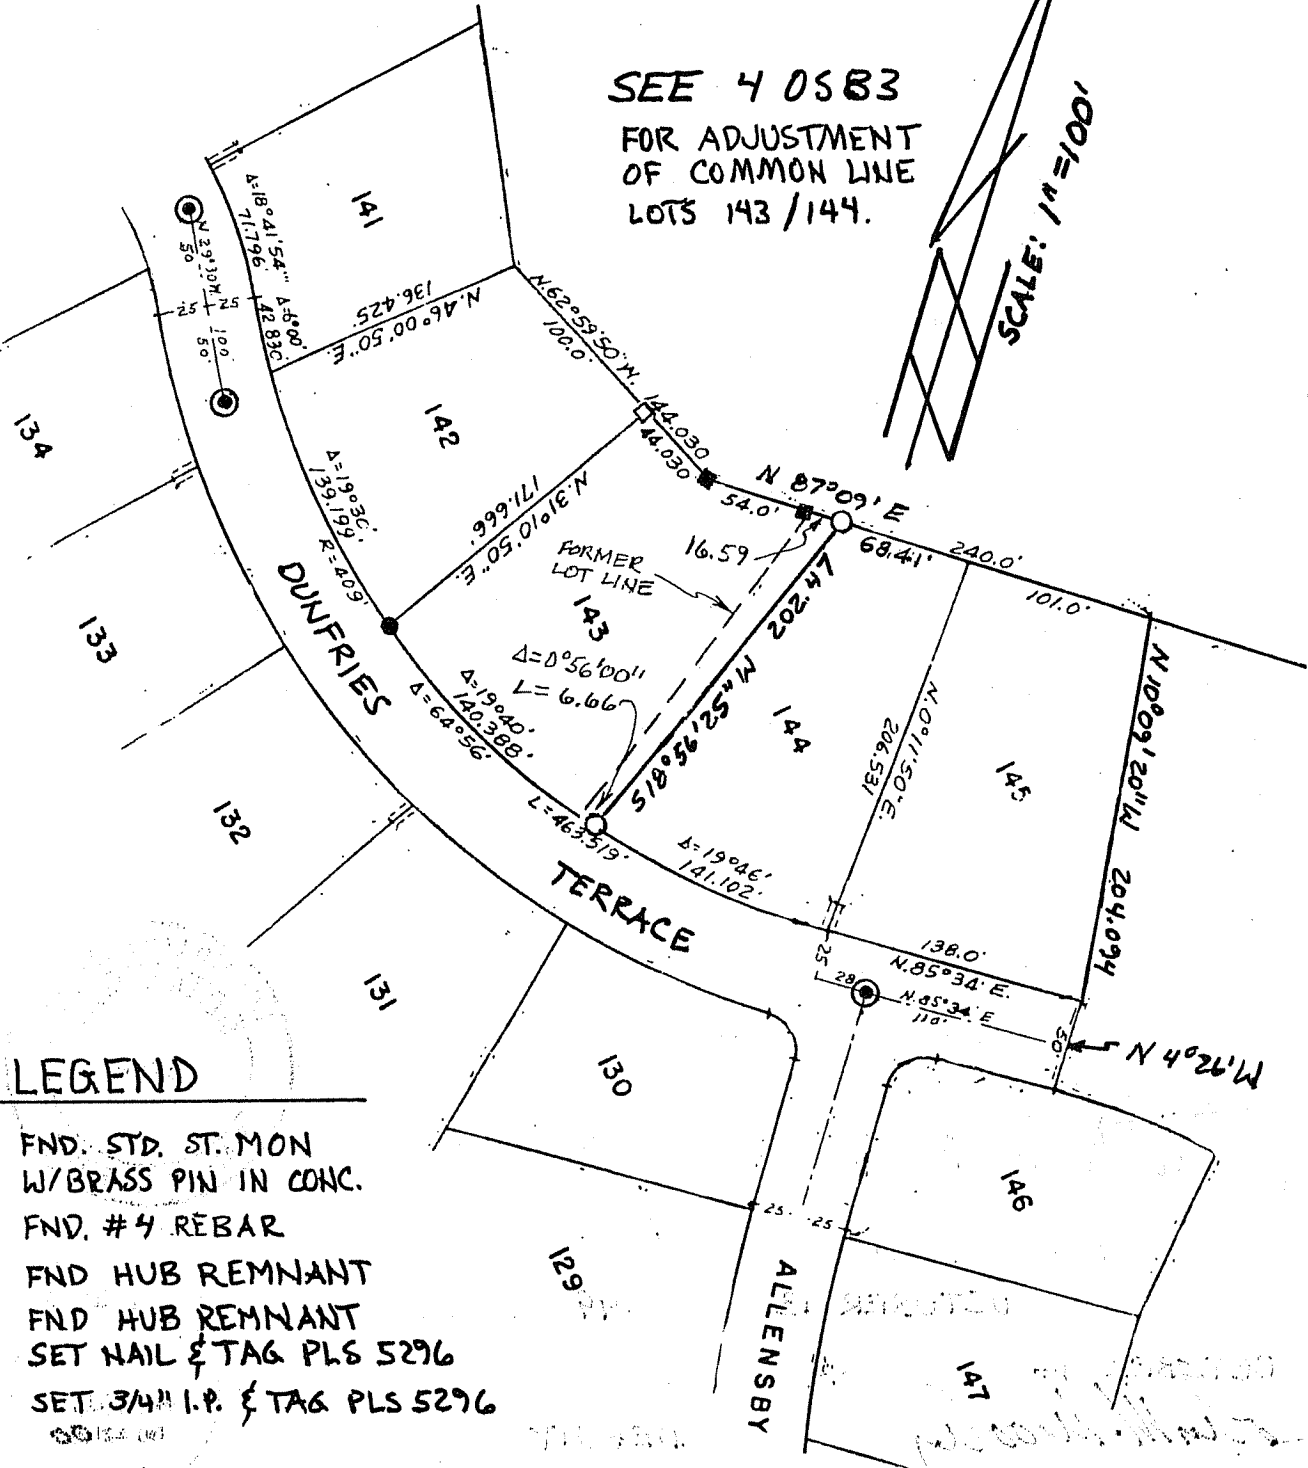 SEE 4 OSB3
FOR ADJUSTMENT
OF COMMON LINE
LOTS 143/144.
SCALE: 1"=100'
141
Δ=18°41'54"
71.796
N 29°30'W.
50
25
25
100
50
Δ=6°00'
42.830
N.46°00'50"E.
136.425'
N.62°59'50"W.
100.0'
144.030
44.030
142
134
Δ=19°30'
139.199'
R=409'
N.31°10'50"E.
171.666'
54.0'
N 87°09' E
16.59
68.41'
240.0'
101.0'
FORMER
LOT LINE
143
Δ=0°56'00"
L= 6.66
202.47
S18°56'25"W
133
DUNFRIES
Δ=19°40'
140.388'
Δ=64°56'
L=463.519'
144
N.0°11'50"E.
206.531
145
N 10°09'20"W 204.094
132
TERRACE
Δ=19°46'
141.102'
138.0'
N.85°34'E.
25
28
N.85°34'E
110'
50
N 4°26'W
131
130
146
LEGEND
FND. STD. ST. MON
W/BRASS PIN IN CONC.
FND. #4 REBAR
FND HUB REMNANT
FND HUB REMNANT
SET NAIL & TAG PLS 5296
SET 3/4" I.P. & TAG PLS 5296
25
25
129
ALLENSBY
147